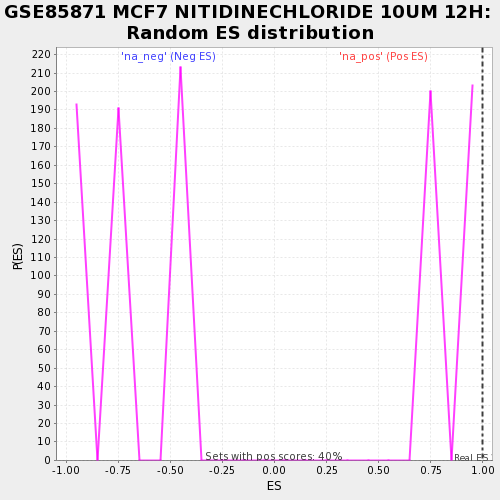 GSE85871 MCF7 NITIDINECHLORIDE 10UM 12H:
Random ES distribution
'na_neg' (Neg ES)
'na_pos' (Pos ES)
220
210
200
190
180
170
160
150
140
130
120
110
100
90
80
70
60
50
40
30
20
10
0
P(ES)
Sets with pos scores: 40%
Real ES
-1.00 -0.75 -0.50 -0.25 0.00 0.25 0.50 0.75 1.00
ES